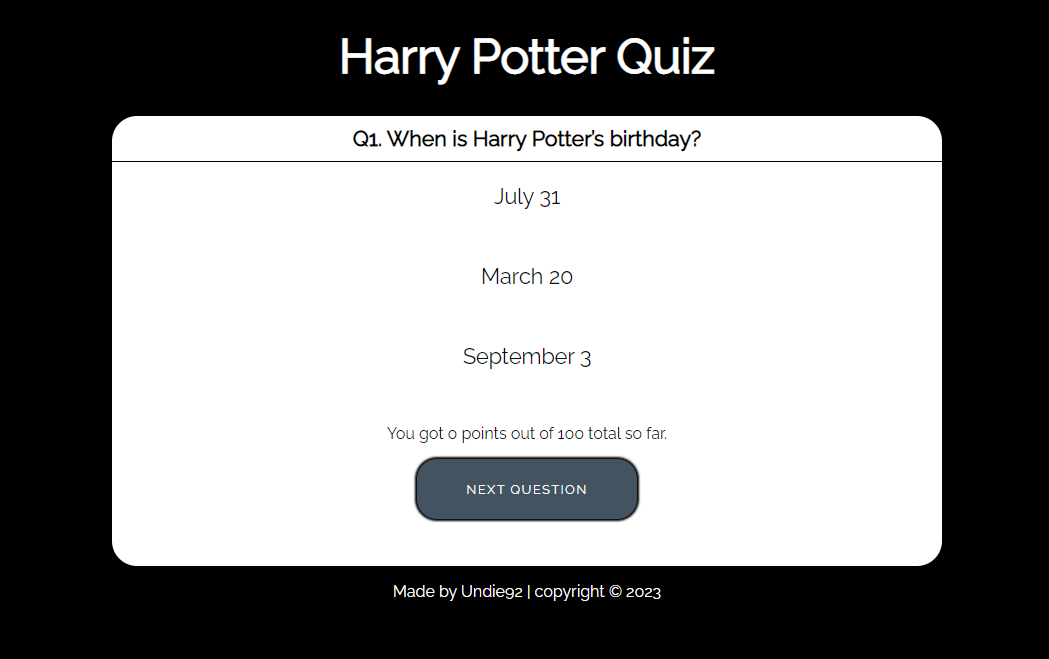 Harry Potter Quiz
Q1. When is Harry Potter’s birthday?
July 31
March 20
September 3
You got 0 points out of 100 total so far.
NEXT QUESTION
Made by Undie92 | copyright © 2023